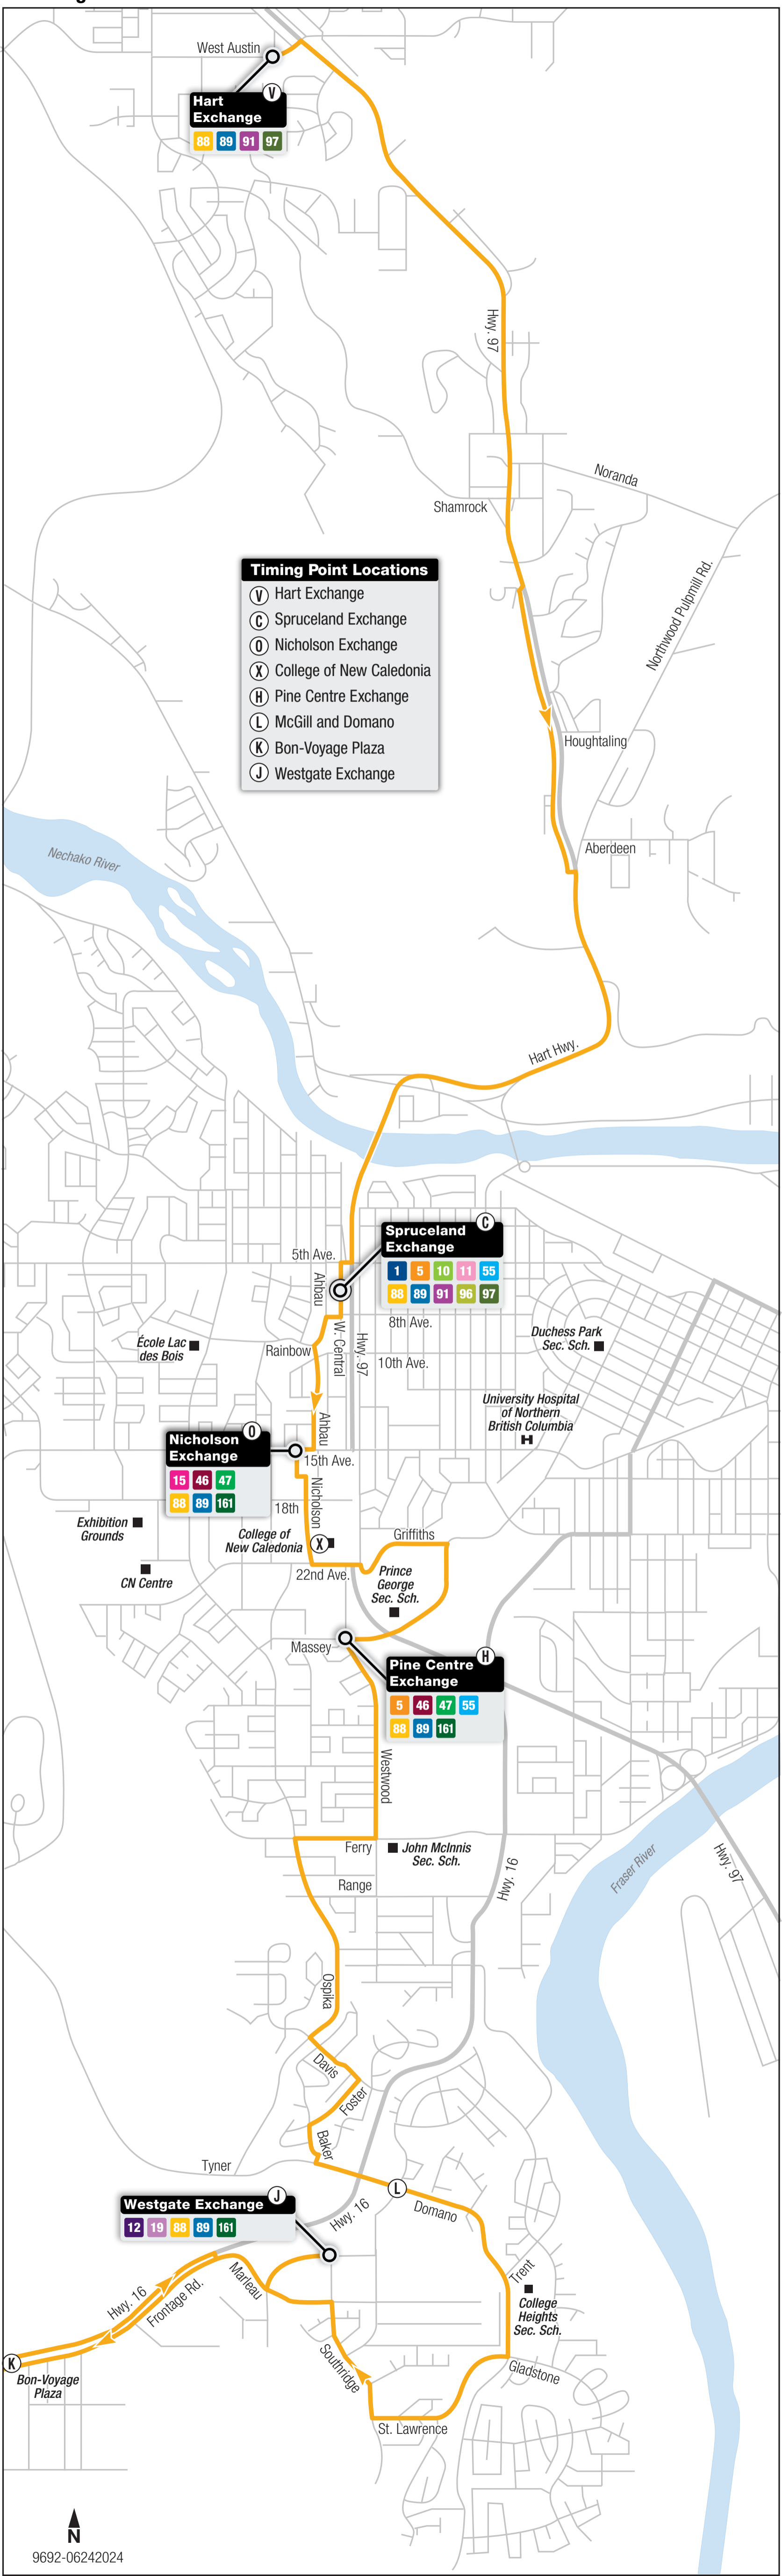 West Austin
V
Hart
Exchange
88 89 91 97
Hwy. 97
Noranda
Shamrock
Northwood Pulpmill Rd.
Timing Point Locations
V Hart Exchange
C Spruceland Exchange
O Nicholson Exchange
X College of New Caledonia
H Pine Centre Exchange
L McGill and Domano
K Bon-Voyage Plaza
J Westgate Exchange
Houghtaling
Aberdeen
Nechako River
Hart Hwy.
C
Spruceland
Exchange
1 5 10 11 55
88 89 91 96 97
5th Ave.
Ahbau
8th Ave.
W. Central
Hwy. 97
École Lac
des Bois
Rainbow
10th Ave.
Duchess Park
Sec. Sch.
University Hospital
of Northern
British Columbia
H
Ahbau
O
Nicholson
Exchange
15 46 47
88 89 161
15th Ave.
Nicholson
18th
Exhibition
Grounds
College of
New Caledonia
X
Griffiths
CN Centre
22nd Ave.
Prince
George
Sec. Sch.
Massey
H
Pine Centre
Exchange
5 46 47 55
88 89 161
Westwood
Ferry
John McInnis
Sec. Sch.
Fraser River
Hwy. 97
Range
Hwy. 16
Ospika
Davis
Foster
Baker
Tyner
L
Domano
J
Westgate Exchange
12 19 88 89 161
Hwy. 16
Marleau
Trent
College
Heights
Sec. Sch.
Hwy. 16
Frontage Rd.
K
Bon-Voyage
Plaza
Southridge
Gladstone
St. Lawrence
N
9692-06242024